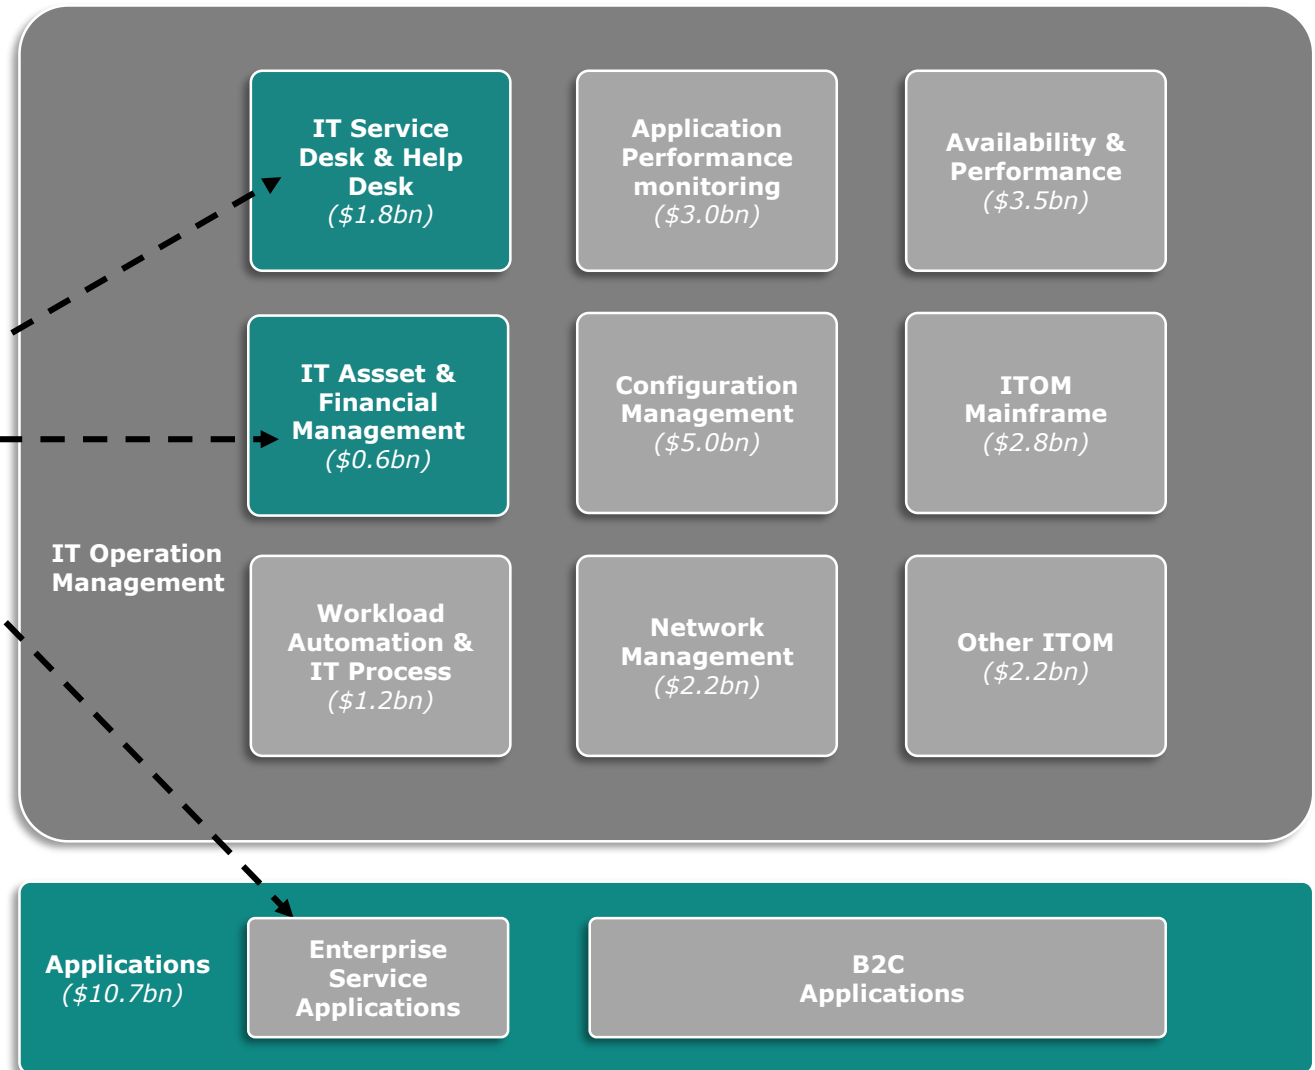 IT Service
Desk & Help
Desk
($1.8bn)
Application
Performance
monitoring
($3.0bn)
Availability &
Performance
($3.5bn)
IT Assset &
Financial
Management
($0.6bn)
Configuration
Management
($5.0bn)
ITOM
Mainframe
($2.8bn)
IT Operation
Management
Workload
Automation &
IT Process
($1.2bn)
Network
Management
($2.2bn)
Other ITOM
($2.2bn)
Applications
($10.7bn)
Enterprise
Service
Applications
B2C
Applications